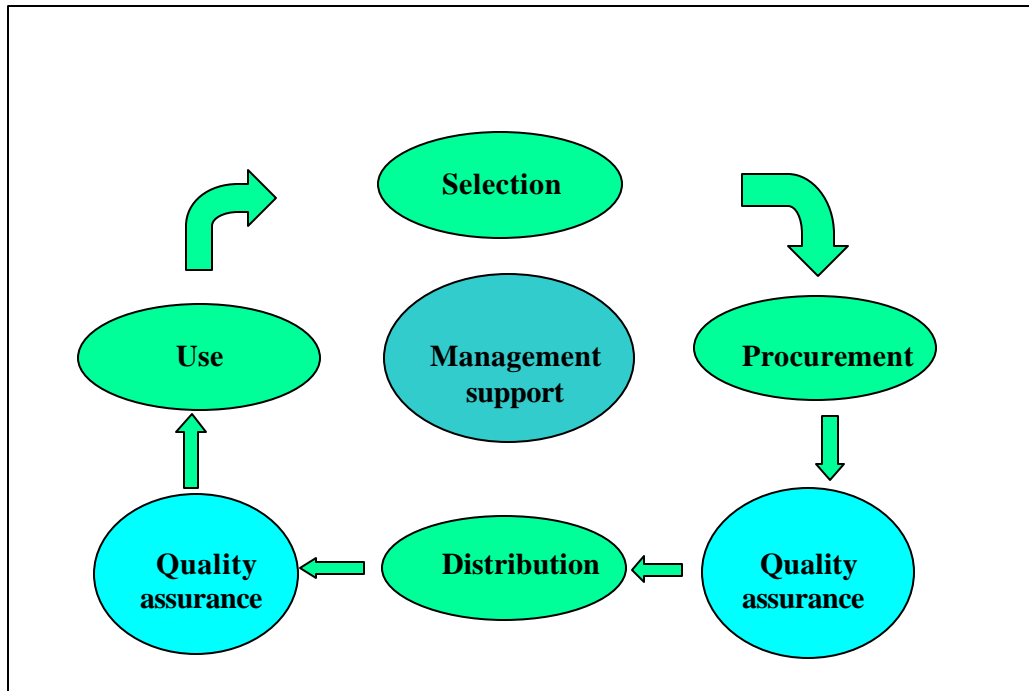 Selection
Use
Management
support
Procurement
Quality
assurance
Distribution
Quality
assurance